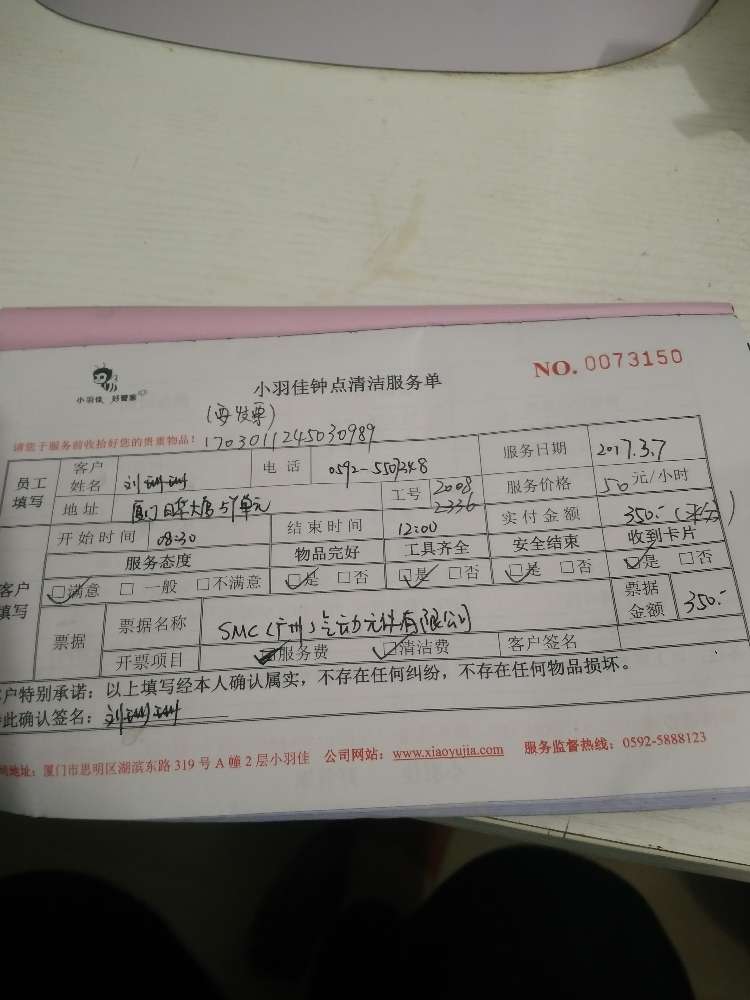 小羽佳 好管家
小羽佳钟点清洁服务单
NO. 0073150
(要发票)
请您于服务前收拾好您的贵重物品！
1703011245030989
员工填写 客户姓名 刘 电话 服务日期 2017.3.7
地址 厦门 工号 2008 2336 服务价格 50 元/小时
开始时间 08:30 结束时间 12:00 实付金额 350.-
服务态度 物品完好 工具齐全 安全结束 收到卡片
客户填写 □满意 □ 一般 □不满意 □是 □否 □是 □否 □是 □否 □是 □否
票据 票据名称 SMC(广州)气动元件有限公司 票据金额 350.-
开票项目 □服务费 □清洁费 客户签名
客户特别承诺：以上填写经本人确认属实，不存在任何纠纷，不存在任何物品损坏。
此确认签名：刘
地址：厦门市思明区湖滨东路 319 号 A 幢 2 层小羽佳 公司网站：www.xiaoyujia.com 服务监督热线：0592-5888123